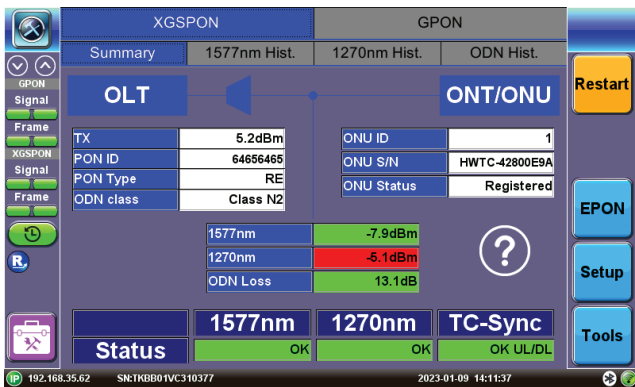 XGSPON GPON
Summary 1577nm Hist. 1270nm Hist. ODN Hist.
GPON
Signal
Frame
XGSPON
Signal
Frame
R
OLT ONT/ONU
TX 5.2dBm
PON ID 64656465
PON Type RE
ODN class Class N2
ONU ID 1
ONU S/N HWTC-42800E9A
ONU Status Registered
1577nm -7.9dBm
1270nm -5.1dBm
ODN Loss 13.1dB
?
1577nm 1270nm TC-Sync
Status OK OK OK UL/DL
Restart
EPON
Setup
Tools
IP 192.168.35.62 SN:TKBB01VC310377 2023-01-09 14:11:37